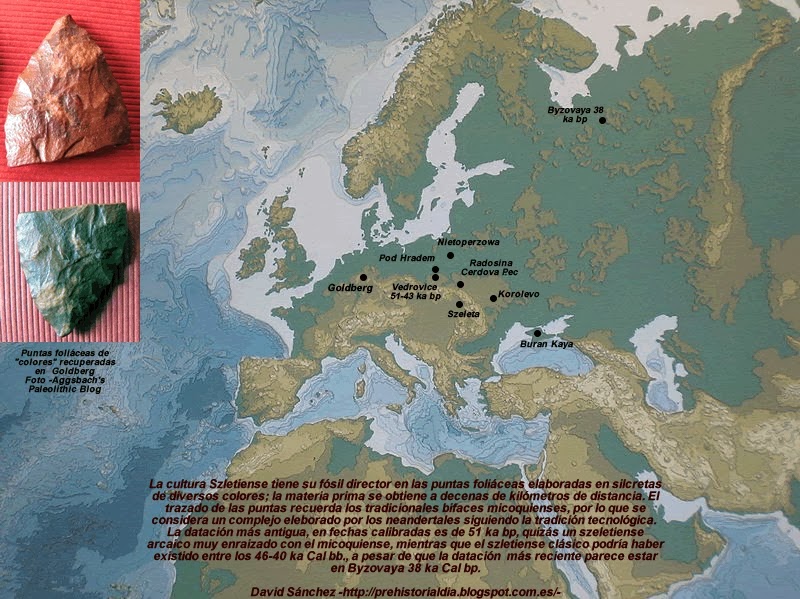 Byzovaya 38
ka bp
Nietoperzowa
Pod Hradem
Radosina
Cerdova Pec
Goldberg
Vedrovice
51-43 ka bp
Korolevo
Szeleta
Buran Kaya
Puntas foliáceas de
"colores" recuperadas
en Goldberg
Foto -Aggsbach's
Paleolithic Blog
La cultura Szletiense tiene su fósil director en las puntas foliáceas elaboradas en silcretas
de diversos colores; la matería prima se obtiene a decenas de kilómetros de distancia. El
trazado de las puntas recuerda los tradicionales bifaces micoquienses, por lo que se
considera un complejo eleborado por los neandertales siguiendo la tradición tecnológica.
La datación más antigua, en fechas calibradas es de 51 ka bp, quizás un szeletiense
arcaico muy enraizado con el micoquiense, mientras que el szletiense clásico podría haber
existido entre los 46-40 ka Cal bb., a pesar de que la datación más reciente parece estar
en Byzovaya 38 ka Cal bp.
David Sánchez -http://prehistorialdia.blogspot.com.es/-